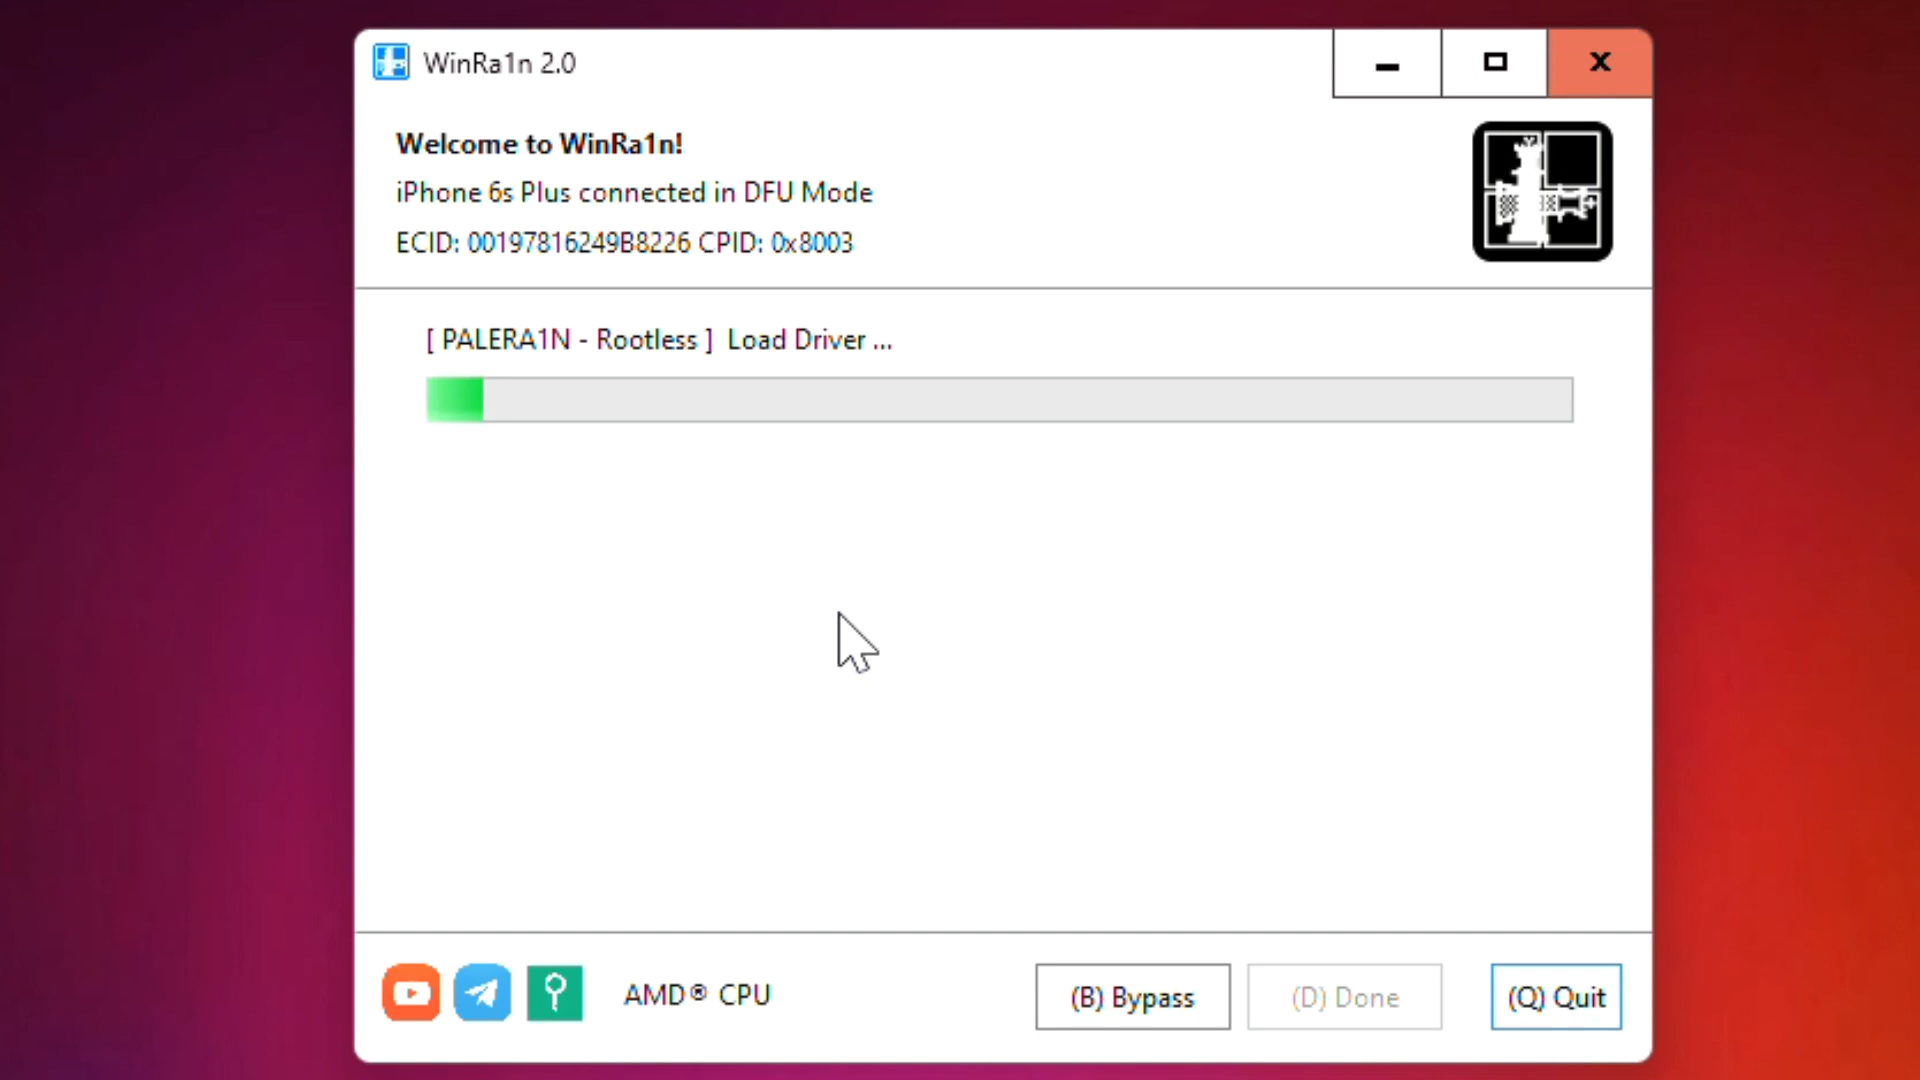 WinRa1n 2.0
Welcome to WinRa1n!
iPhone 6s Plus connected in DFU Mode
ECID: 00197816249B8226 CPID: 0x8003
[ PALERA1N - Rootless ]  Load Driver ...
AMD® CPU
(B) Bypass
(D) Done
(Q) Quit